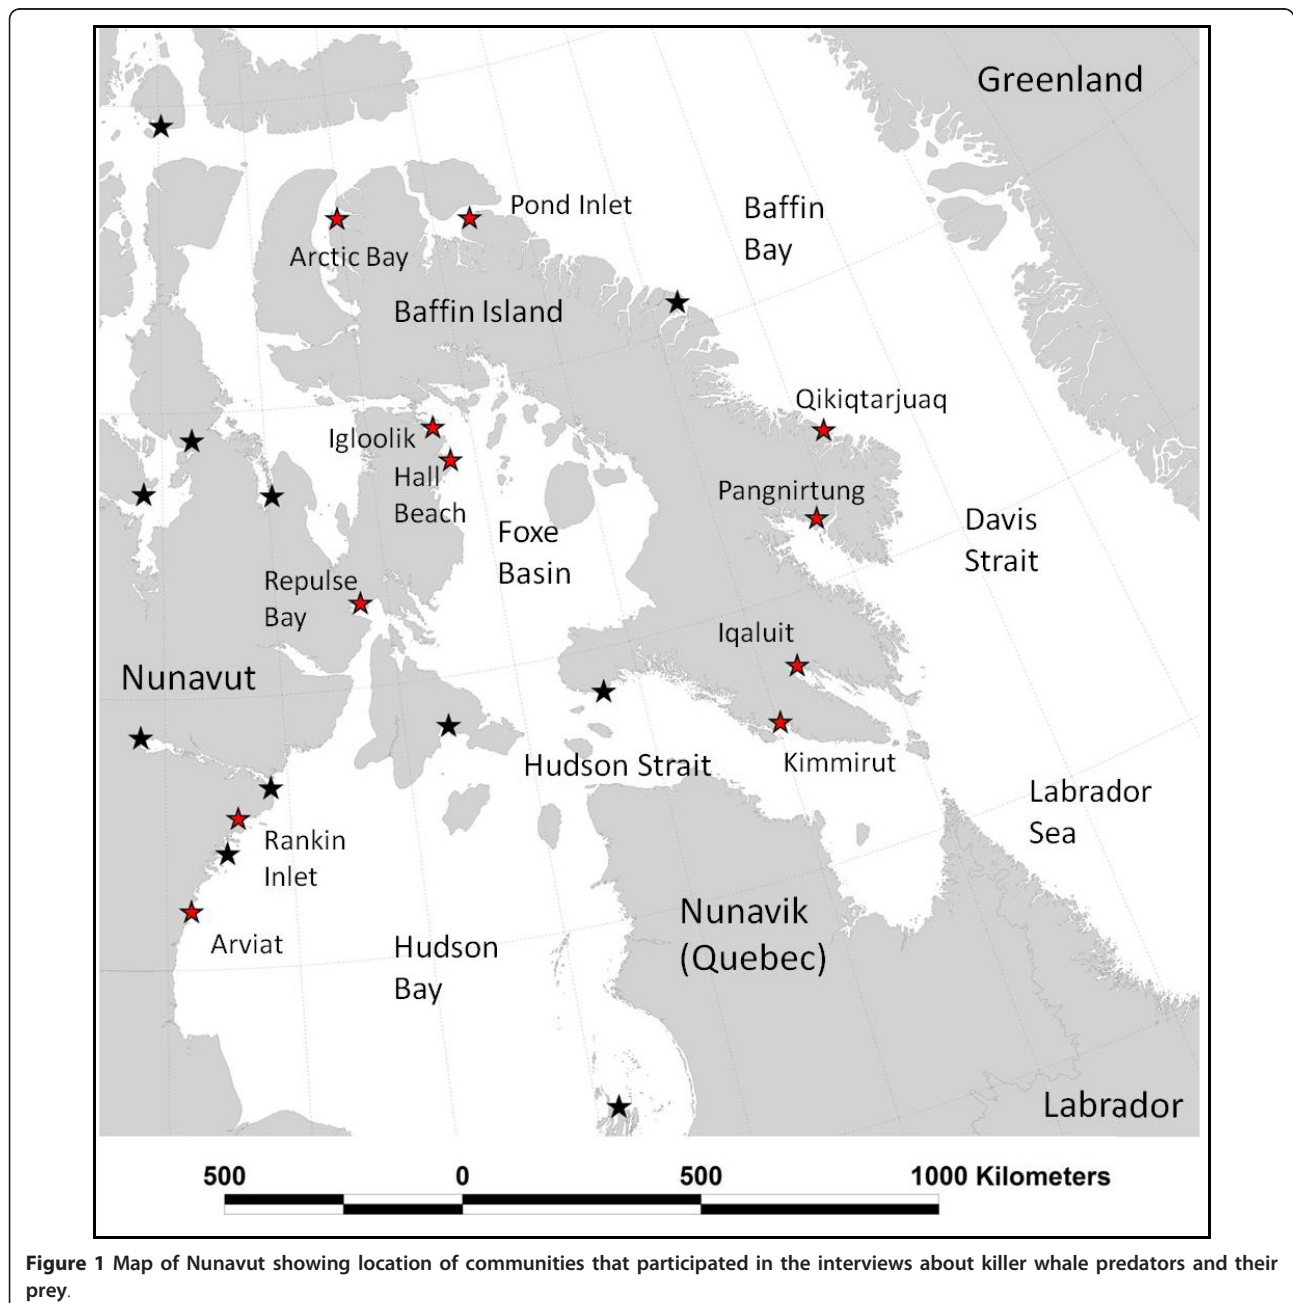 Greenland
Pond Inlet
Baffin
Bay
Arctic Bay
Baffin Island
Qikiqtarjuaq
Igloolik
Hall
Beach
Pangnirtung
Foxe
Basin
Davis
Strait
Repulse
Bay
Iqaluit
Nunavut
Hudson Strait
Kimmirut
Labrador
Sea
Rankin
Inlet
Nunavik
(Quebec)
Arviat
Hudson
Bay
Labrador
500 0 500 1000 Kilometers
Figure 1 Map of Nunavut showing location of communities that participated in the interviews about killer whale predators and their
prey.